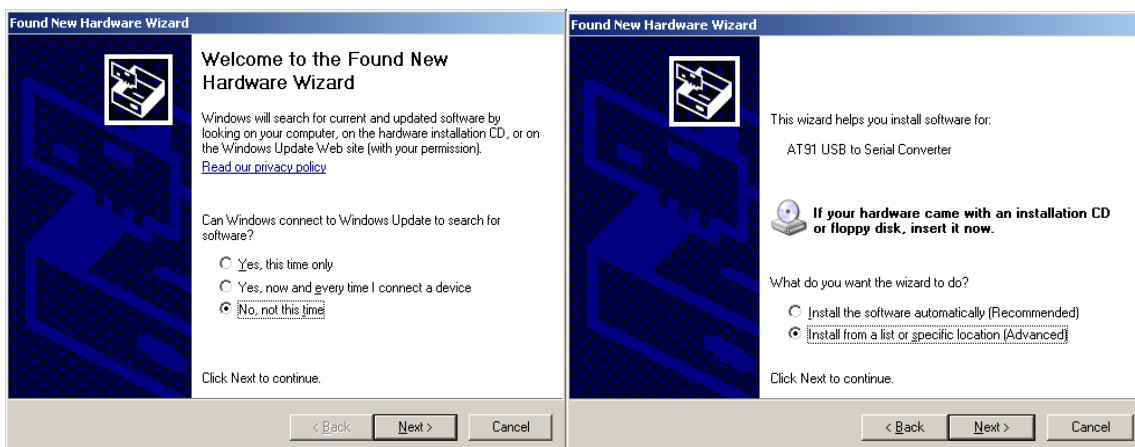 Found New Hardware Wizard
Welcome to the Found New
Hardware Wizard
Windows will search for current and updated software by
looking on your computer, on the hardware installation CD, or on
the Windows Update Web site (with your permission).
Read our privacy policy
Can Windows connect to Windows Update to search for
software?
Yes, this time only
Yes, now and every time I connect a device
No, not this time
Click Next to continue.
< Back
Next >
Cancel
Found New Hardware Wizard
This wizard helps you install software for:
AT91 USB to Serial Converter
If your hardware came with an installation CD
or floppy disk, insert it now.
What do you want the wizard to do?
Install the software automatically (Recommended)
Install from a list or specific location (Advanced)
Click Next to continue.
< Back
Next >
Cancel